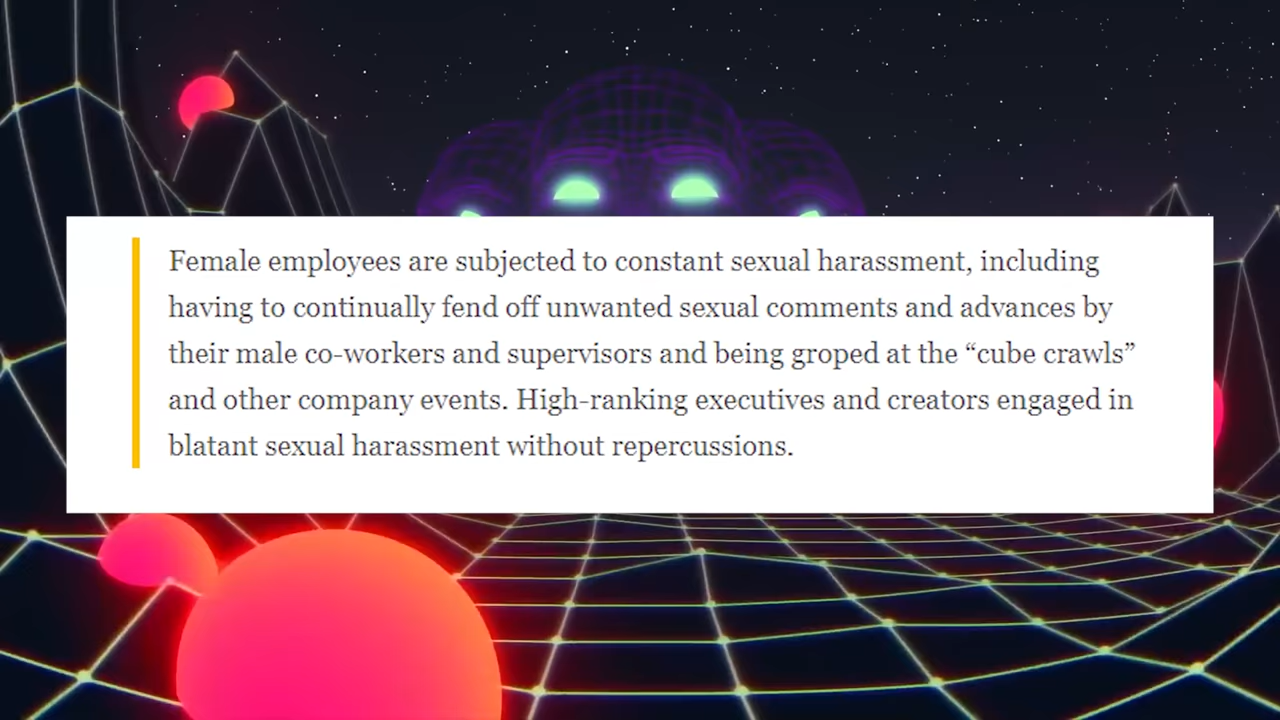 Female employees are subjected to constant sexual harassment, including
having to continually fend off unwanted sexual comments and advances by
their male co-workers and supervisors and being groped at the “cube crawls”
and other company events. High-ranking executives and creators engaged in
blatant sexual harassment without repercussions.